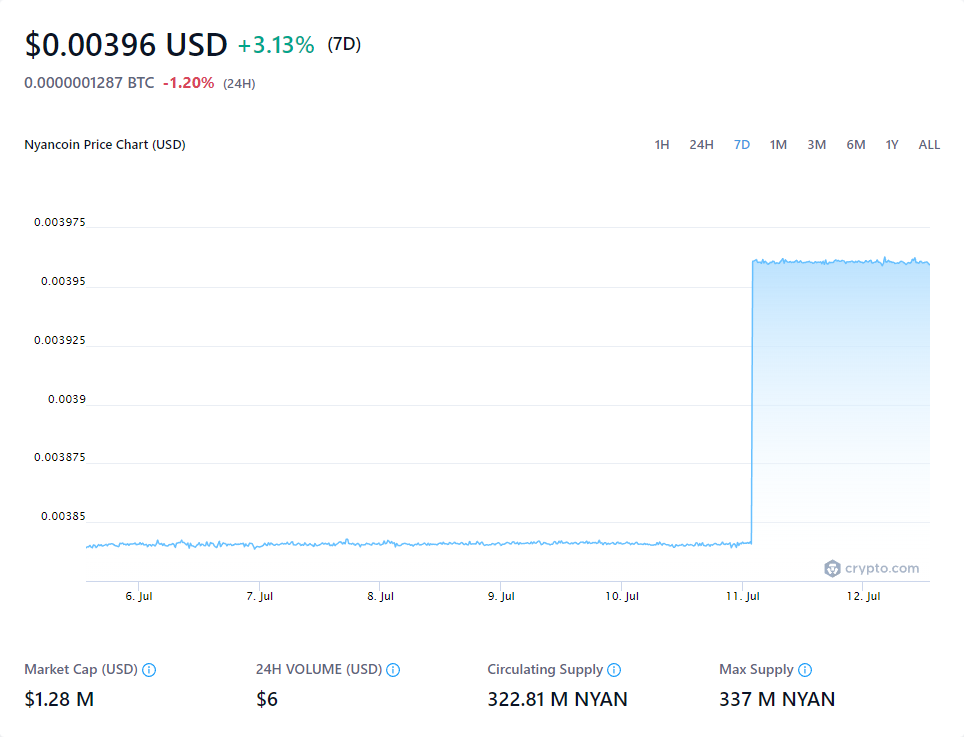 $0.00396 USD +3.13% (7D)
0.0000001287 BTC -1.20% (24H)
Nyancoin Price Chart (USD) 1H 24H 7D 1M 3M 6M 1Y ALL
0.003975
0.00395
0.003925
0.0039
0.003875
0.00385
crypto.com
6. Jul 7. Jul 8. Jul 9. Jul 10. Jul 11. Jul 12. Jul
Market Cap (USD) 24H VOLUME (USD) Circulating Supply Max Supply
$1.28 M $6 322.81 M NYAN 337 M NYAN